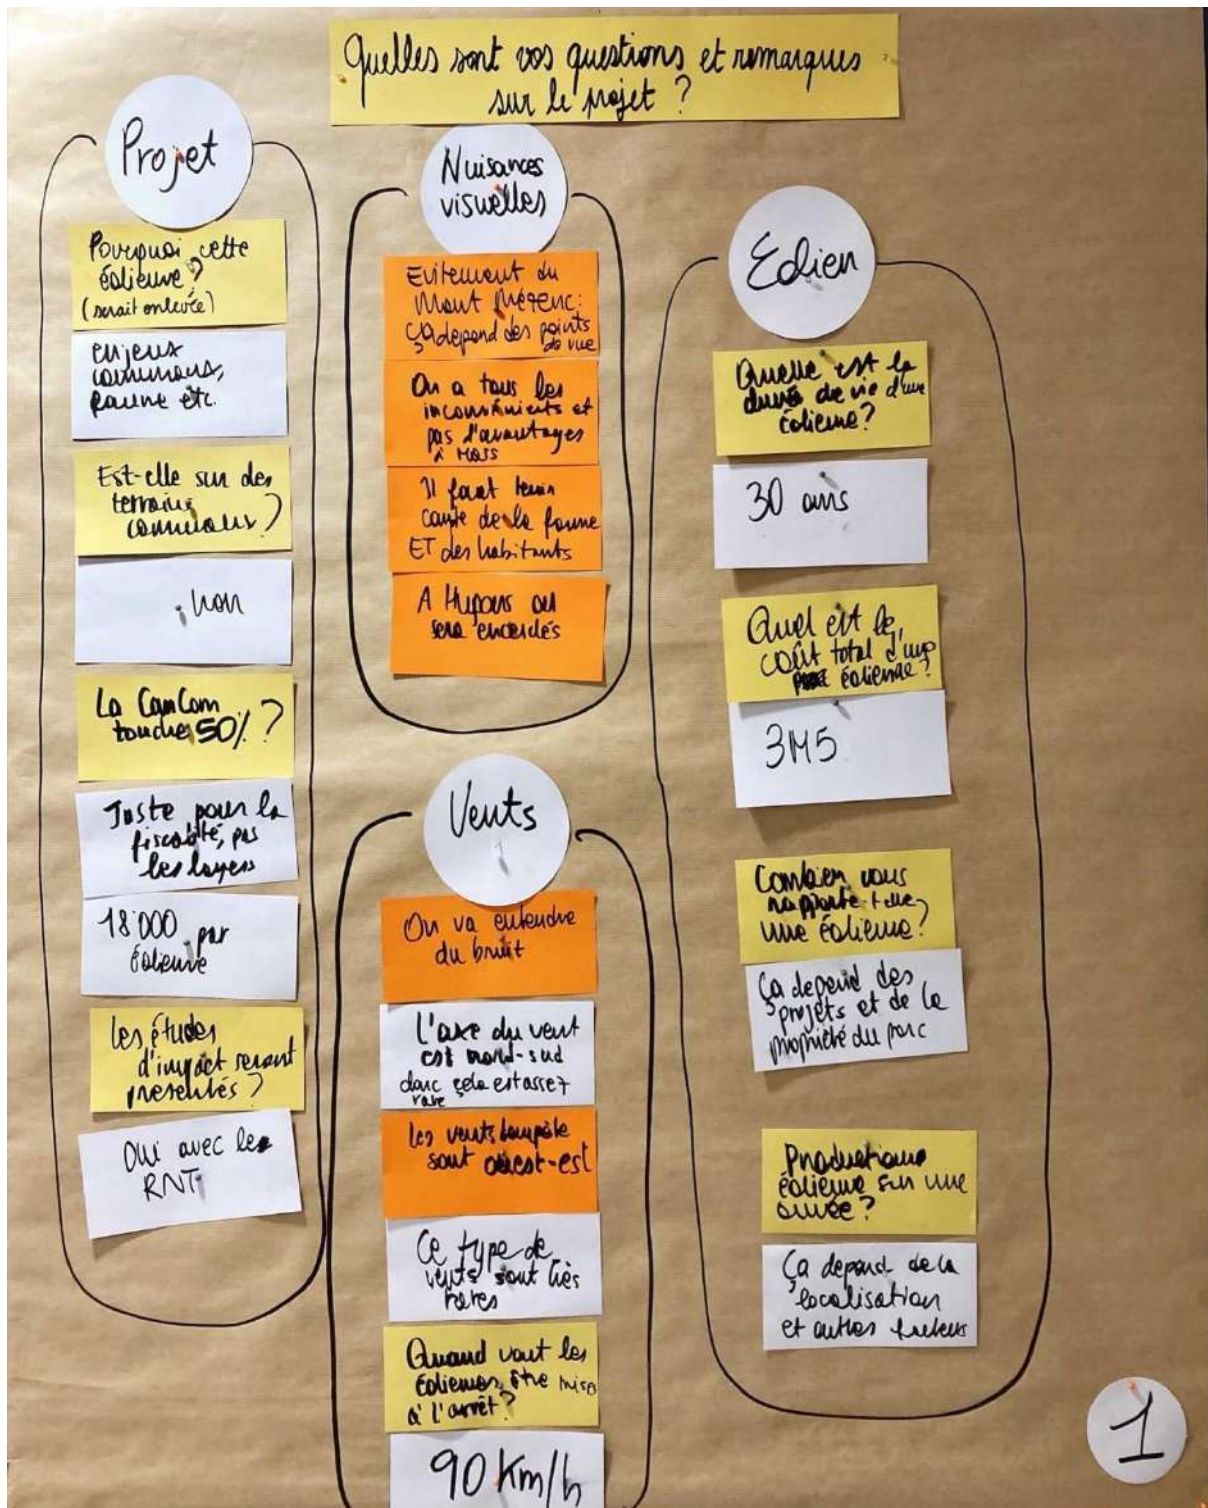 Quelles sont vos questions et remarques
sur le projet ?
Projet
Pourquoi cette
éolienne ?
(serait enlevée)
enjeux
communaux,
faune etc.
Est-elle sur des
terrains
communaux ?
non
La ComCom
touche 50% ?
Juste pour la
fiscalité, pas
les loyers
18 000 par
éolienne
Les études
d'impact seront
présentés ?
Oui avec les
RNT
Nuisances
visuelles
Evitement du
Mont Mézenc :
ça dépend des points
de vue
On a tous les
inconvénients et
pas d'avantages
à
Il faut tenir
compte de la faune
ET des habitants
A on
sera encerclés
Vents
On va entendre
du bruit
L'axe du vent
est nord-sud
donc cela est assez
rare
Les vents tempête
sont ouest-est
Ce type de
vents sont très
rares
Quand vont les
éoliennes être mise
à l'arrêt ?
90 Km/h
Eolien
Quelle est la
durée de vie d'une
éolienne ?
30 ans
Quel est le
coût total d'une
éolienne ?
3M5
Combien vous
rapporte-t-elle
une éolienne ?
ça dépend des
projets et de la
propriété du parc
Productions
éolienne sur une
année ?
ça dépend de la
localisation
et autres
1